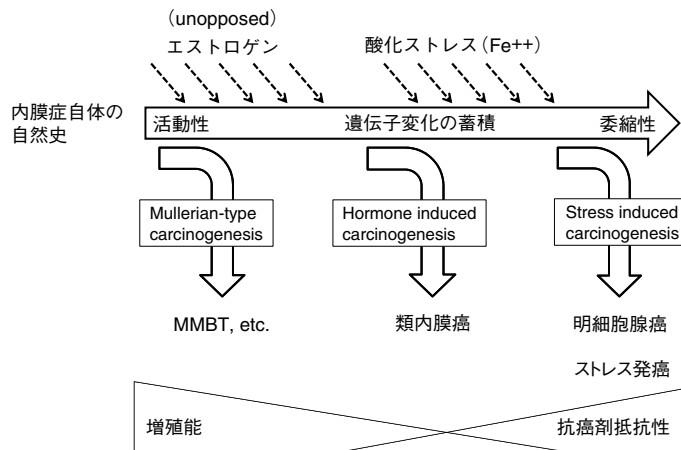 (unopposed)
エストロゲン
酸化ストレス(Fe++)
内膜症自体の
自然史
活動性
遺伝子変化の蓄積
委縮性
Mullerian-type
carcinogenesis
Hormone induced
carcinogenesis
Stress induced
carcinogenesis
MMBT, etc.
類内膜癌
明細胞腺癌
ストレス発癌
増殖能
抗癌剤抵抗性